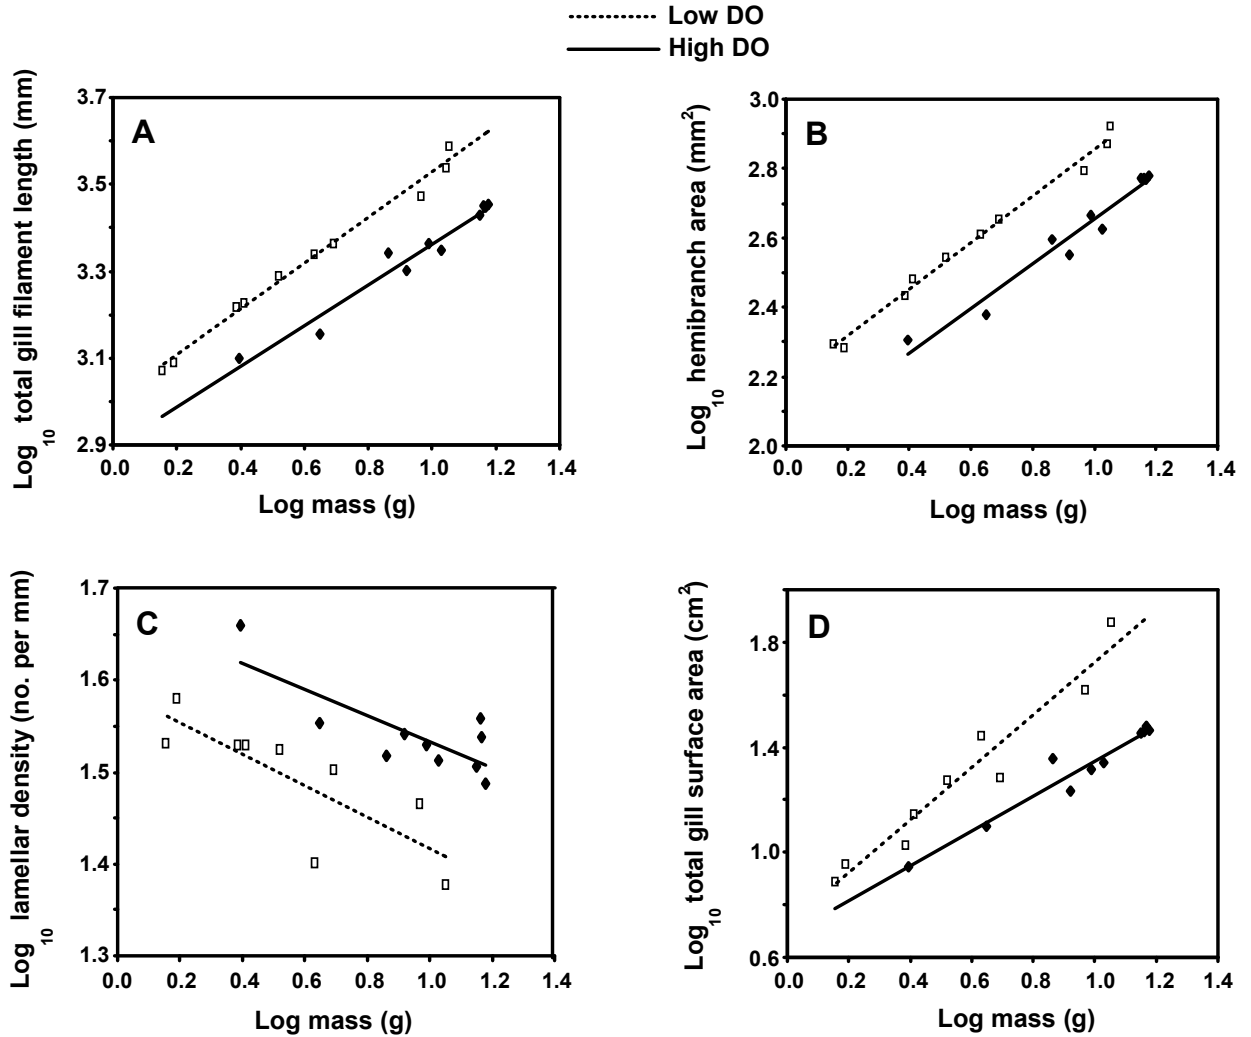 Low DO
High DO
A
Log10 total gill filament length (mm)
3.7
3.5
3.3
3.1
2.9
0.0 0.2 0.4 0.6 0.8 1.0 1.2 1.4
Log mass (g)
B
Log10 hemibranch area (mm2)
3.0
2.8
2.6
2.4
2.2
2.0
0.0 0.2 0.4 0.6 0.8 1.0 1.2 1.4
Log mass (g)
C
Log10 lamellar density (no. per mm)
1.7
1.6
1.5
1.4
1.3
0.0 0.2 0.4 0.6 0.8 1.0 1.2 1.4
Log mass (g)
D
Log10 total gill surface area (cm2)
1.8
1.4
1.0
0.6
0.0 0.2 0.4 0.6 0.8 1.0 1.2 1.4
Log mass (g)